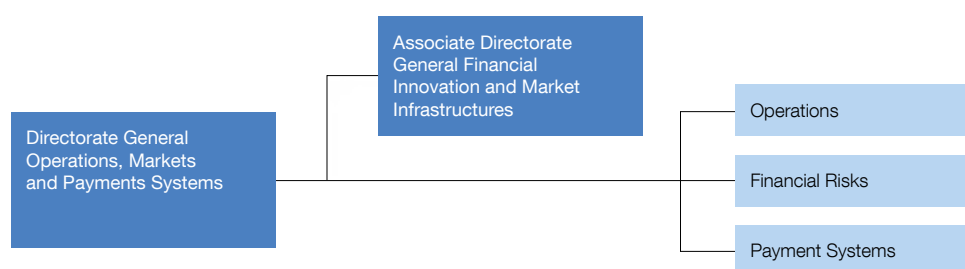 Associate Directorate
General Financial
Innovation and Market
Infrastructures
Directorate General
Operations, Markets
and Payments Systems
Operations
Financial Risks
Payment Systems